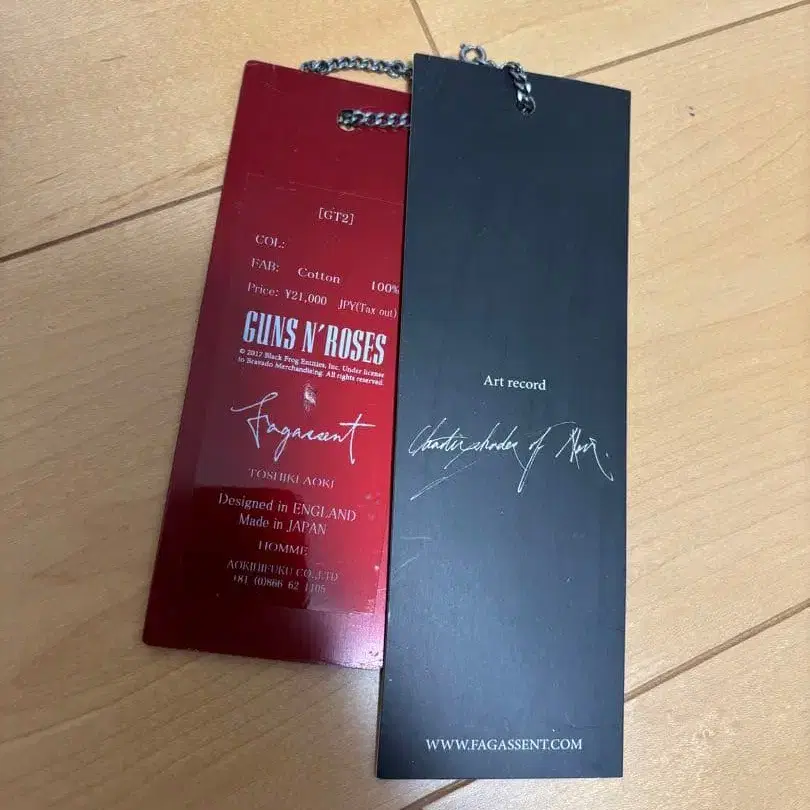 [GT2]
COL:
FAB: Cotton 100%
Price: ¥21,000 JPY(Tax out)
GUNS N' ROSES
© 2017 Black Frog Entities, Inc. Under license
to Bravado Merchandising. All rights reserved.
Fagassent
TOSHIKI AOKI
Designed in ENGLAND
Made in JAPAN
HOMME
AOKIHIFUKU CO.,LTD
+81 (0)866 62 1105
Art record
shades of
WWW.FAGASSENT.COM